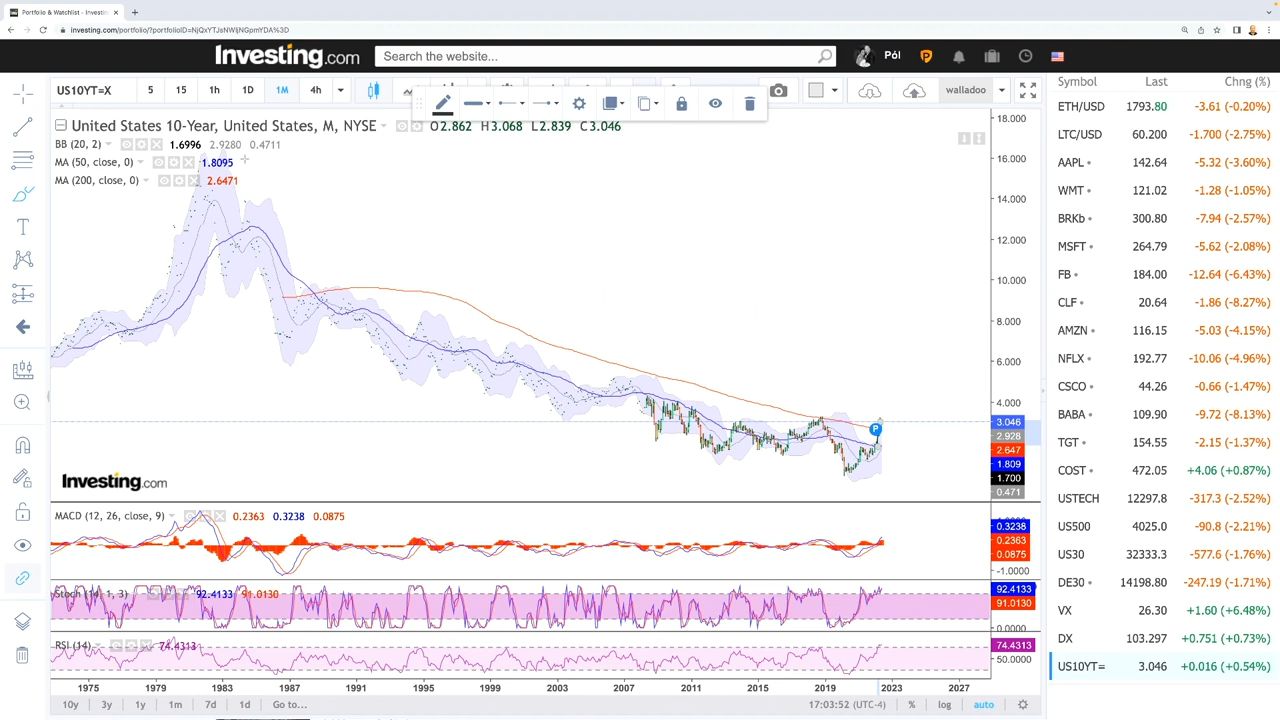 Portfolio & Watchlist - Investing.c
investing.com/portfolio/?portfolioID=NjQxYTJsNWljNGpmYDA%3D
Investing.com
Search the website...
Pól
US10YT=X 5 15 1h 1D 1M 4h
walladoo
United States 10-Year, United States, M, NYSE O2.862 H3.068 L2.839 C3.046
BB (20, 2) 1.6996 2.9280 0.4711
MA (50, close, 0) 1.8095
MA (200, close, 0) 2.6471
18.000
16.000
14.000
12.000
10.000
8.000
6.000
4.000
3.046
2.928
2.647
1.809
1.700
0.471
P
Investing.com
MACD (12, 26, close, 9) 0.2363 0.3238 0.0875
0.3238
0.2363
0.0875
-1.0000
Stoch (14, 1, 3) 92.4133 91.0130
92.4133
91.0130
0.0000
RSI (14) 74.4313
74.4313
50.0000
1975 1979 1983 1987 1991 1995 1999 2003 2007 2011 2015 2019 2023 2027
10y 3y 1y 1m 7d 1d Go to... 17:03:52 (UTC-4) % log auto
Symbol Last Chng (%)
ETH/USD 1793.80 -3.61 (-0.20%)
LTC/USD 60.200 -1.700 (-2.75%)
AAPL 142.64 -5.32 (-3.60%)
WMT 121.02 -1.28 (-1.05%)
BRKb 300.80 -7.94 (-2.57%)
MSFT 264.79 -5.62 (-2.08%)
FB 184.00 -12.64 (-6.43%)
CLF 20.64 -1.86 (-8.27%)
AMZN 116.15 -5.03 (-4.15%)
NFLX 192.77 -10.06 (-4.96%)
CSCO 44.26 -0.66 (-1.47%)
BABA 109.90 -9.72 (-8.13%)
TGT 154.55 -2.15 (-1.37%)
COST 472.05 +4.06 (+0.87%)
USTECH 12297.8 -317.3 (-2.52%)
US500 4025.0 -90.8 (-2.21%)
US30 32333.3 -577.6 (-1.76%)
DE30 14198.80 -247.19 (-1.71%)
VX 26.30 +1.60 (+6.48%)
DX 103.297 +0.751 (+0.73%)
US10YT= 3.046 +0.016 (+0.54%)